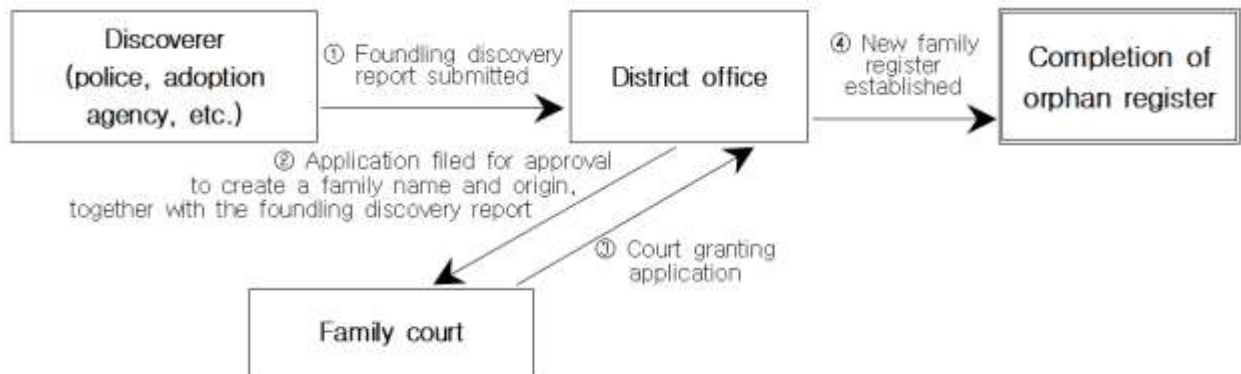 Discoverer
(police, adoption
agency, etc.)
① Foundling discovery
report submitted
District office
④ New family
register
established
Completion of
orphan register
② Application filed for approval
to create a family name and origin,
together with the foundling discovery report
③ Court granting
application
Family court